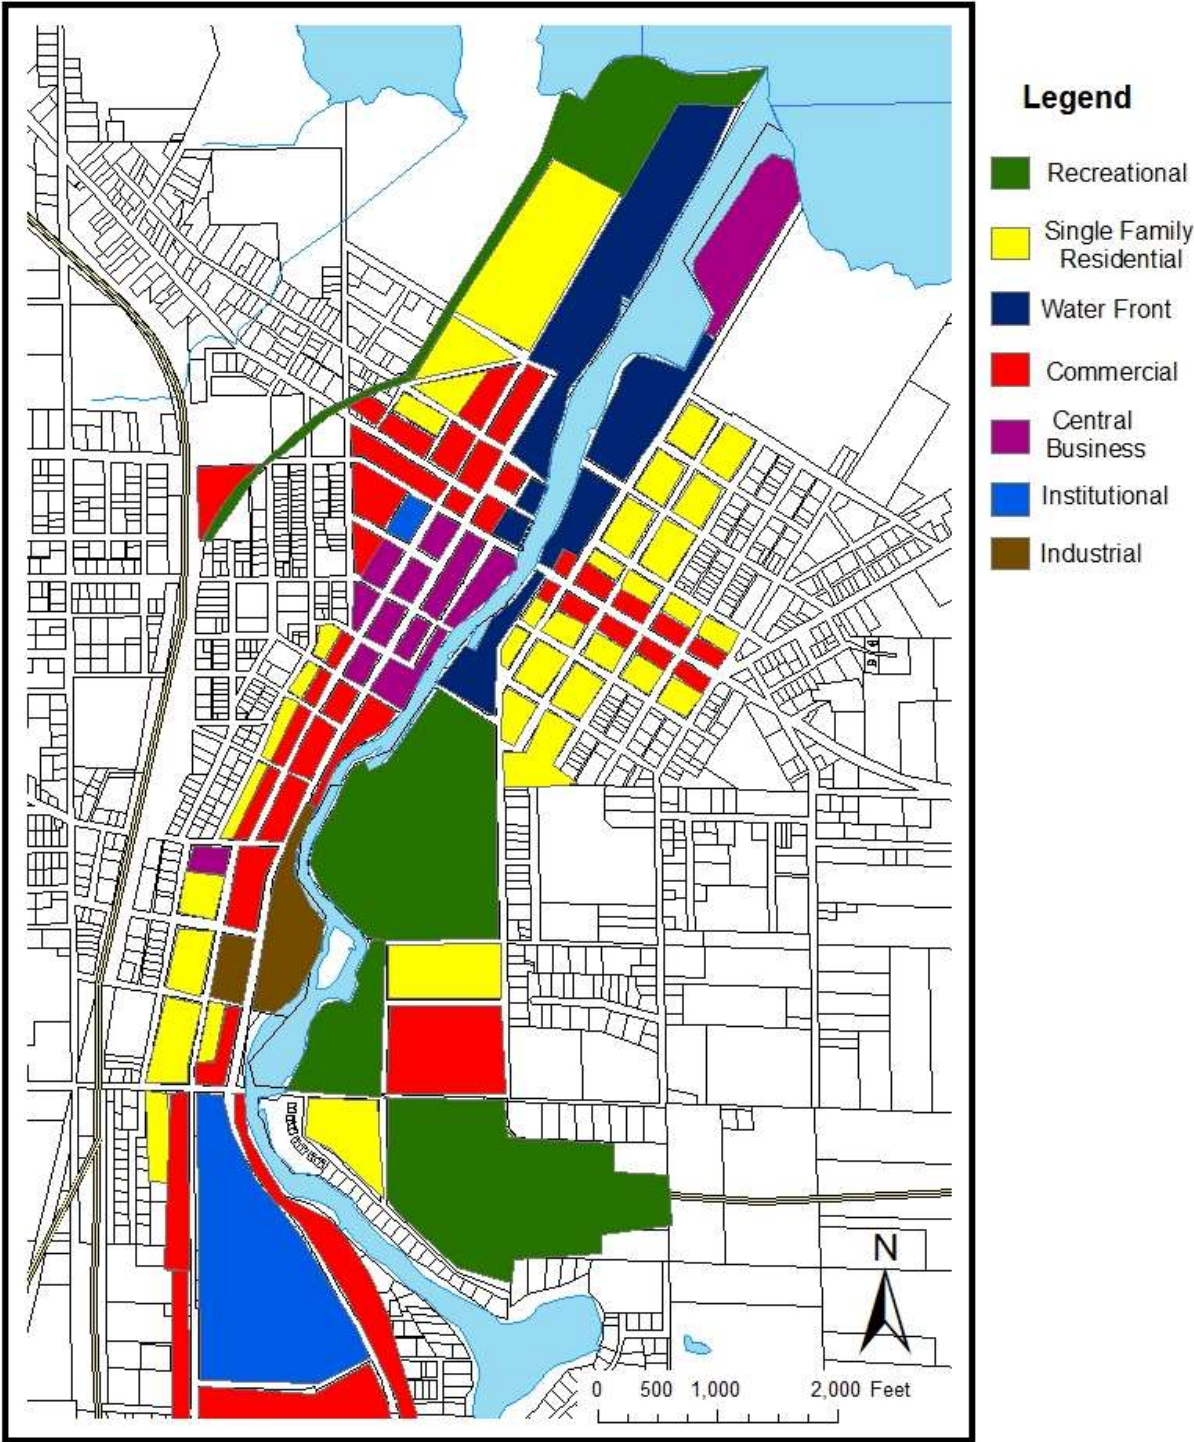 Legend
Recreational
Single Family
Residential
Water Front
Commercial
Central
Business
Institutional
Industrial
N
0 500 1,000 2,000 Feet